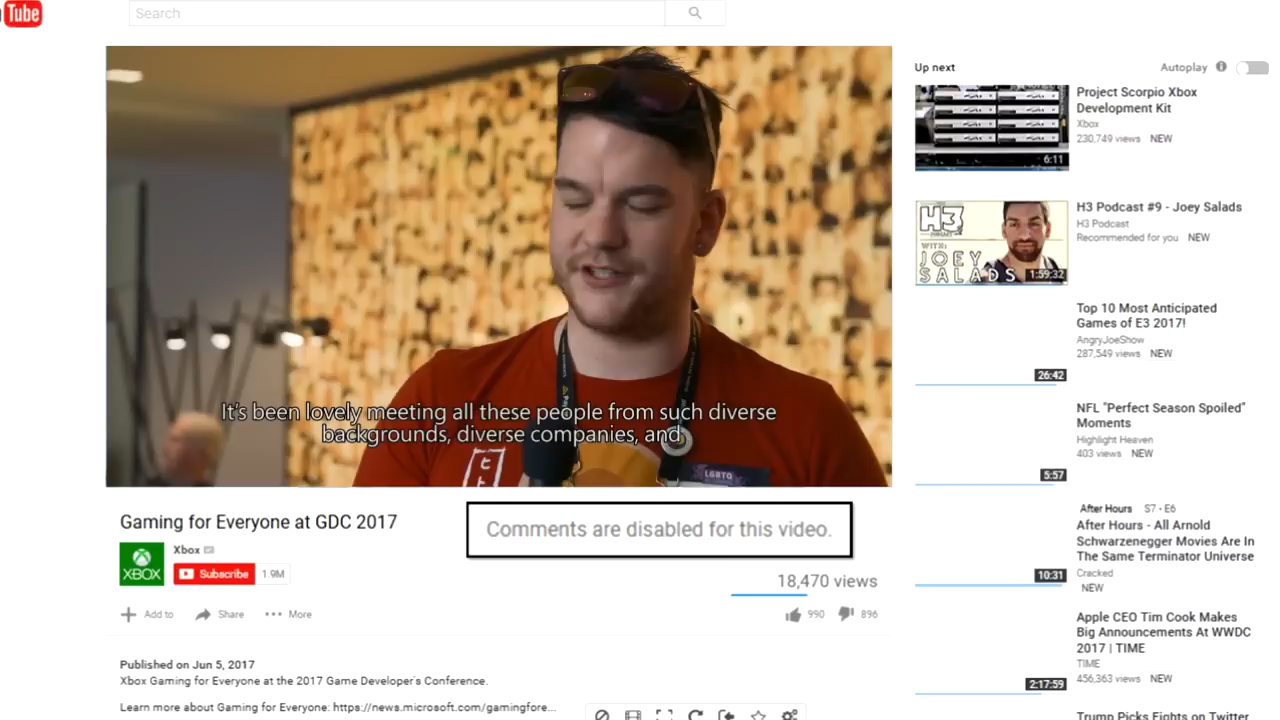 Tube
Search
It's been lovely meeting all these people from such diverse
backgrounds, diverse companies, and
LGBTQ
Gaming for Everyone at GDC 2017
Comments are disabled for this video.
XBOX
Xbox
Subscribe 1.9M
18,470 views
Add to Share More
990 896
Published on Jun 5, 2017
Xbox Gaming for Everyone at the 2017 Game Developer's Conference.
Learn more about Gaming for Everyone: https://news.microsoft.com/gamingfore...
Up next
Autoplay
6:11
Project Scorpio Xbox
Development Kit
Xbox
230,749 views NEW
H3
WITH:
JOEY
SALADS
1:59:32
H3 Podcast #9 - Joey Salads
H3 Podcast
Recommended for you NEW
Top 10 Most Anticipated
Games of E3 2017!
AngryJoeShow
287,549 views NEW
26:42
NFL "Perfect Season Spoiled"
Moments
Highlight Heaven
403 views NEW
5:57
After Hours S7 · E6
After Hours - All Arnold
Schwarzenegger Movies Are In
The Same Terminator Universe
Cracked
NEW
10:31
Apple CEO Tim Cook Makes
Big Announcements At WWDC
2017 | TIME
TIME
456,363 views NEW
2:17:59
Trump Picks Fights on Twitter